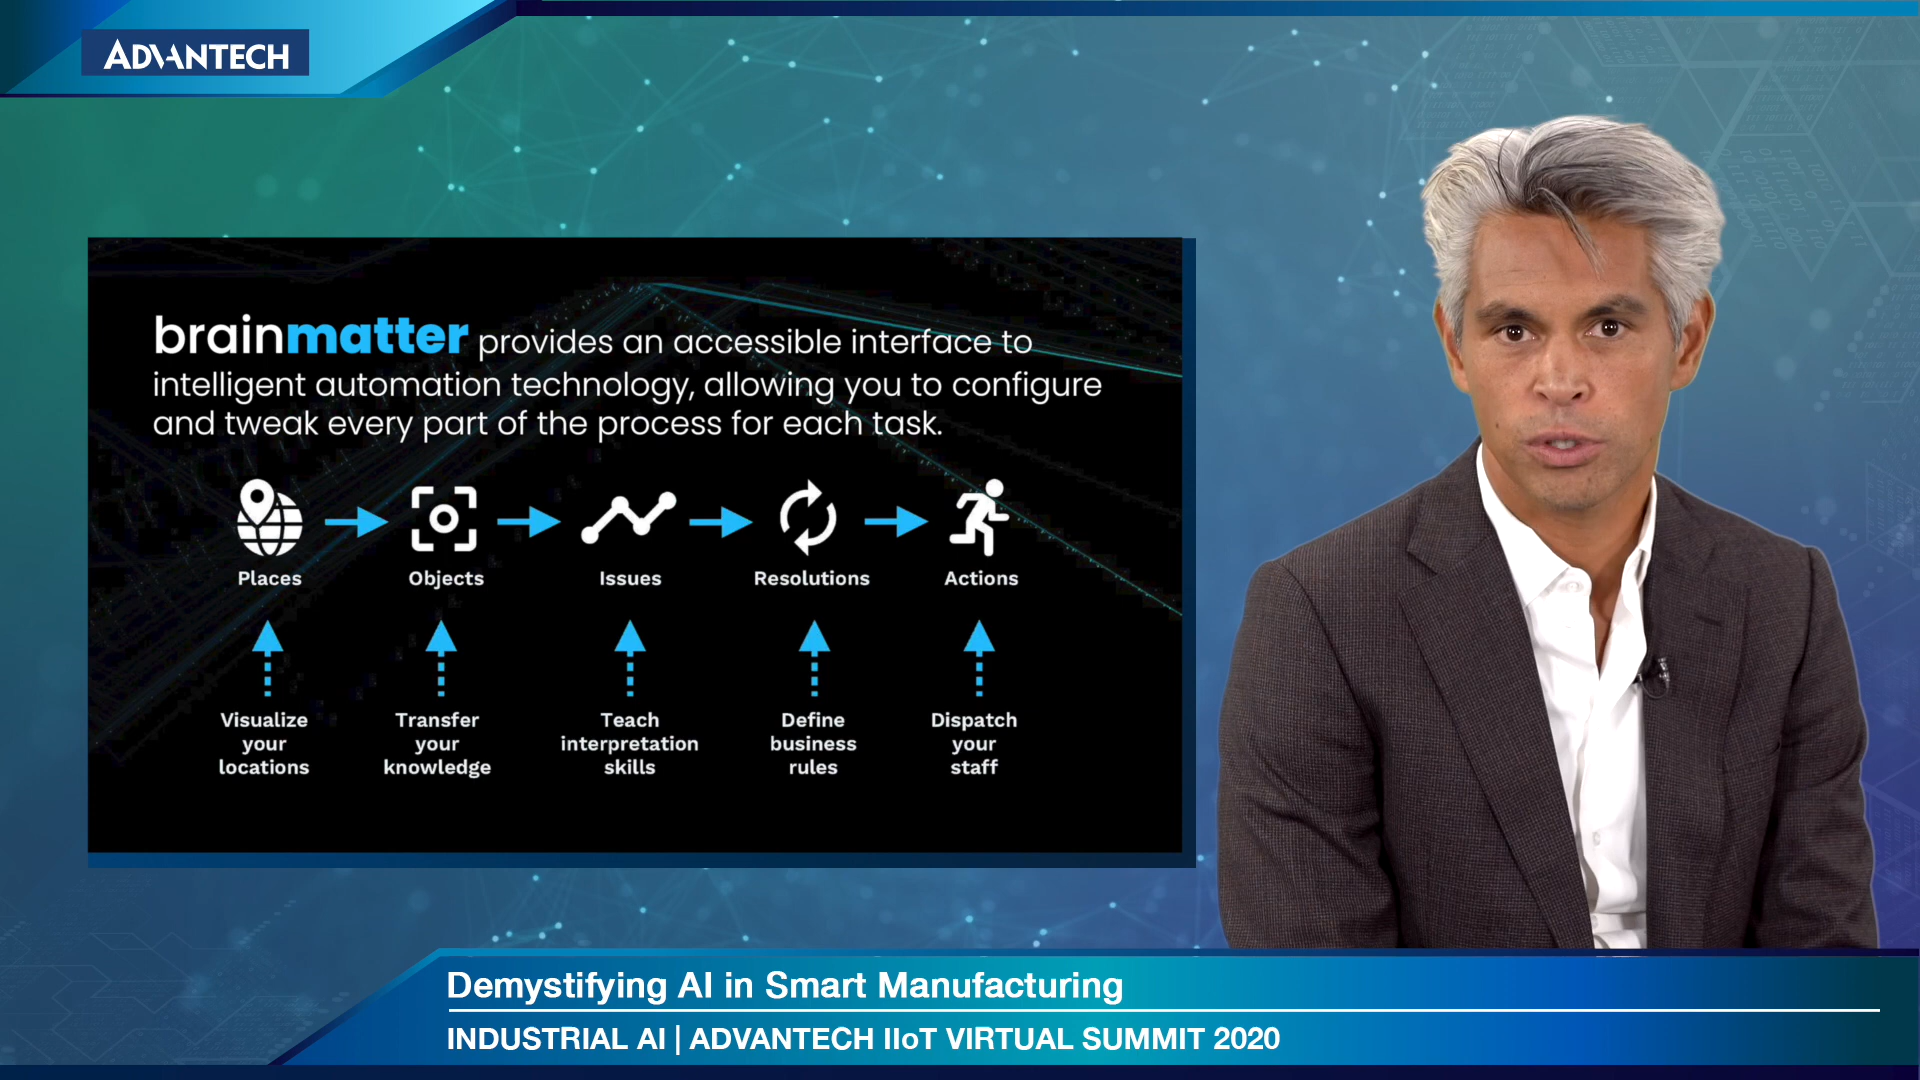 ADVANTECH
brainmatter provides an accessible interface to
intelligent automation technology, allowing you to configure
and tweak every part of the process for each task.
Places
Objects
Issues
Resolutions
Actions
Visualize
your
locations
Transfer
your
knowledge
Teach
interpretation
skills
Define
business
rules
Dispatch
your
staff
Demystifying AI in Smart Manufacturing
INDUSTRIAL AI | ADVANTECH IIoT VIRTUAL SUMMIT 2020